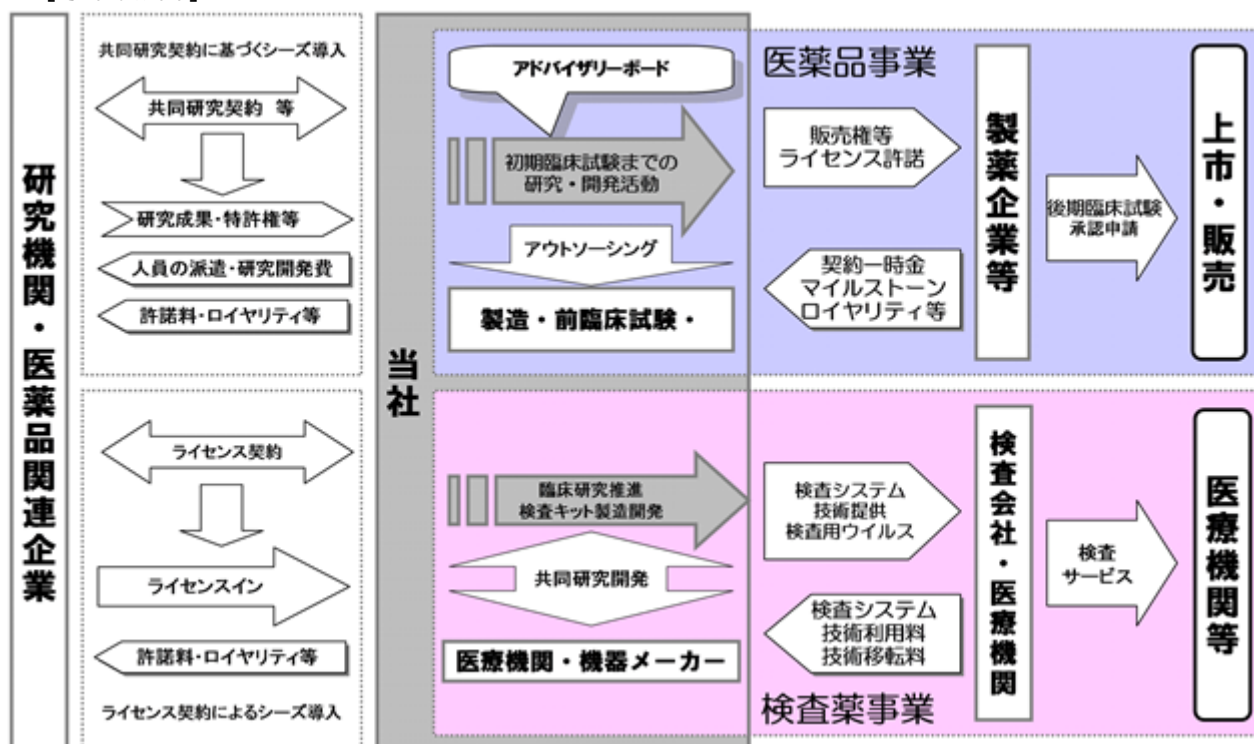 研究機関・医薬品関連企業
共同研究契約に基づくシーズ導入
共同研究契約 等
研究成果・特許権等
人員の派遣・研究開発費
許諾料・ロイヤリティ等
ライセンス契約
ライセンスイン
許諾料・ロイヤリティ等
ライセンス契約によるシーズ導入
当社
医薬品事業
アドバイザリーボード
初期臨床試験までの
研究・開発活動
アウトソーシング
製造・前臨床試験・
販売権等
ライセンス許諾
契約一時金
マイルストーン
ロイヤリティ等
製薬企業等
後期臨床試験
承認申請
上市・販売
臨床研究推進
検査キット製造開発
共同研究開発
医療機関・機器メーカー
検査システム
技術提供
検査用ウイルス
検査システム
技術利用料
技術移転料
検査会社・医療機関
検査
サービス
医療機関等
検査薬事業